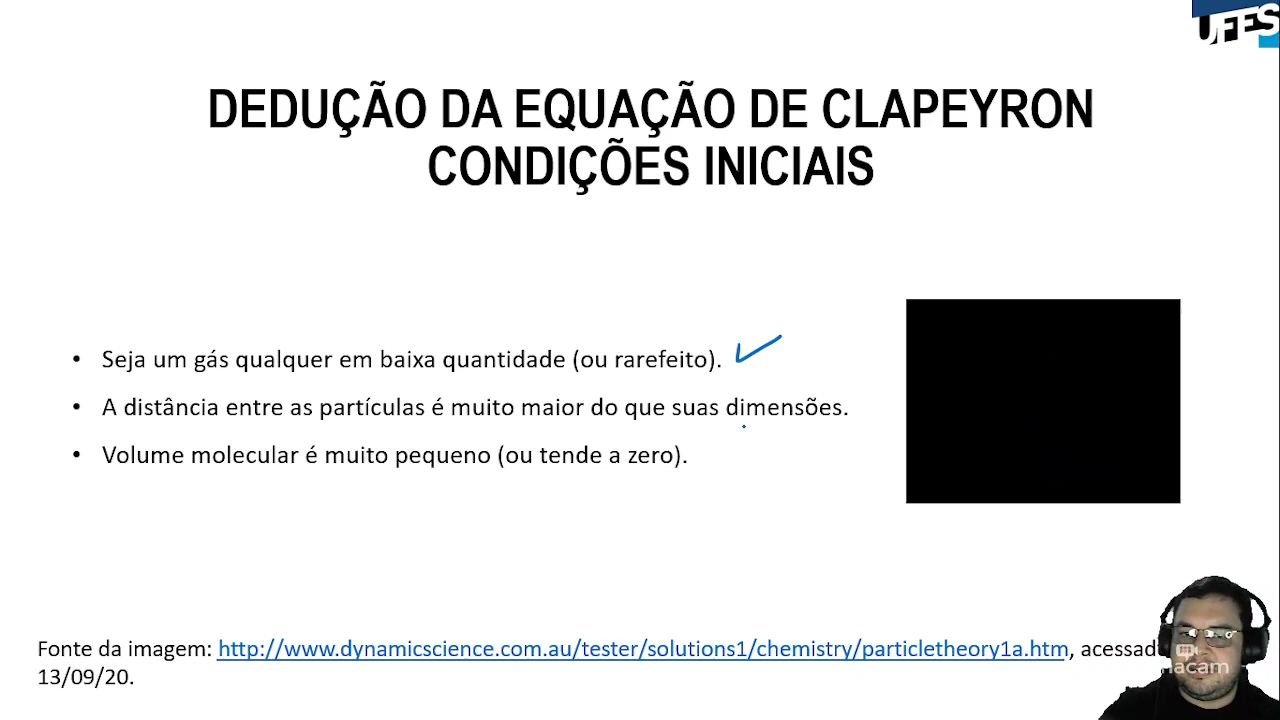 UFES
DEDUÇÃO DA EQUAÇÃO DE CLAPEYRON
CONDIÇÕES INICIAIS
• Seja um gás qualquer em baixa quantidade (ou rarefeito).
• A distância entre as partículas é muito maior do que suas dimensões.
• Volume molecular é muito pequeno (ou tende a zero).
Fonte da imagem: http://www.dynamicscience.com.au/tester/solutions1/chemistry/particletheory1a.htm, acessad
13/09/20.